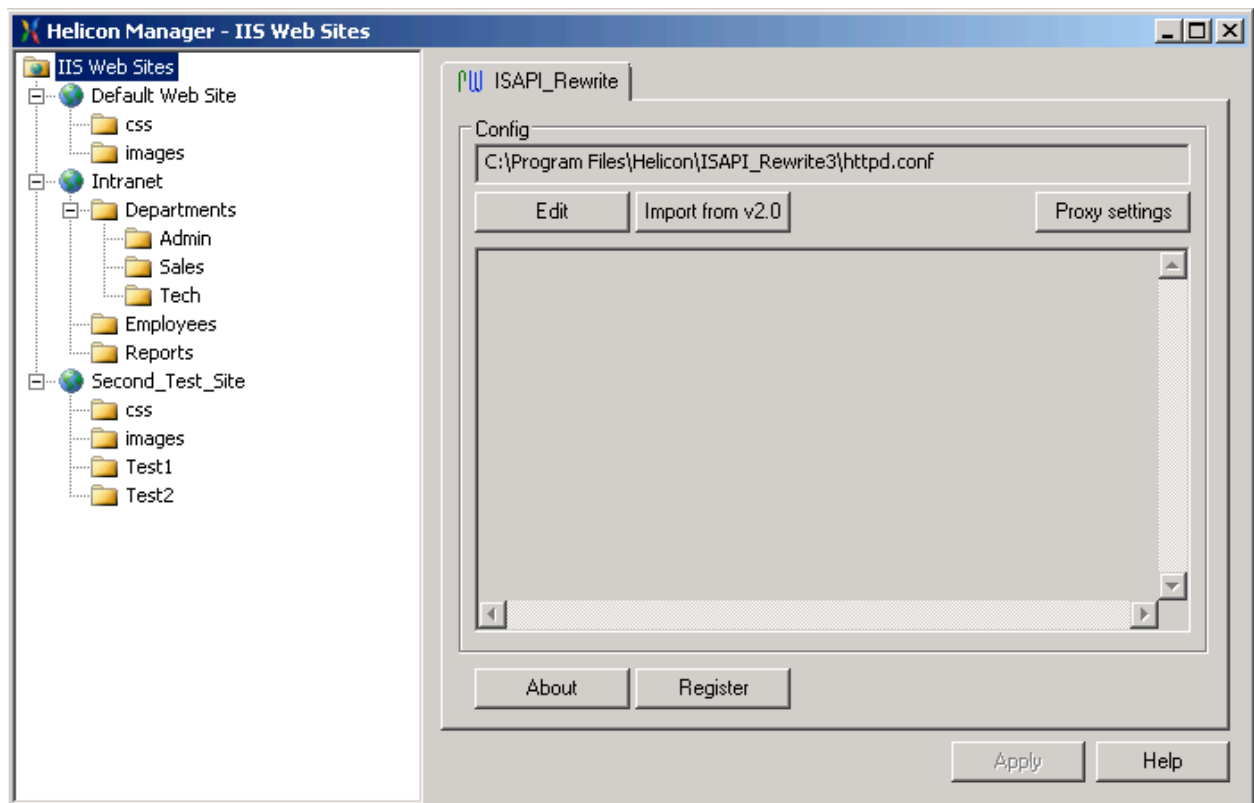 Helicon Manager - IIS Web Sites
IIS Web Sites
Default Web Site
css
images
Intranet
Departments
Admin
Sales
Tech
Employees
Reports
Second_Test_Site
css
images
Test1
Test2
ISAPI_Rewrite
Config
C:\Program Files\Helicon\ISAPI_Rewrite3\httpd.conf
Edit Import from v2.0 Proxy settings
About Register
Apply Help